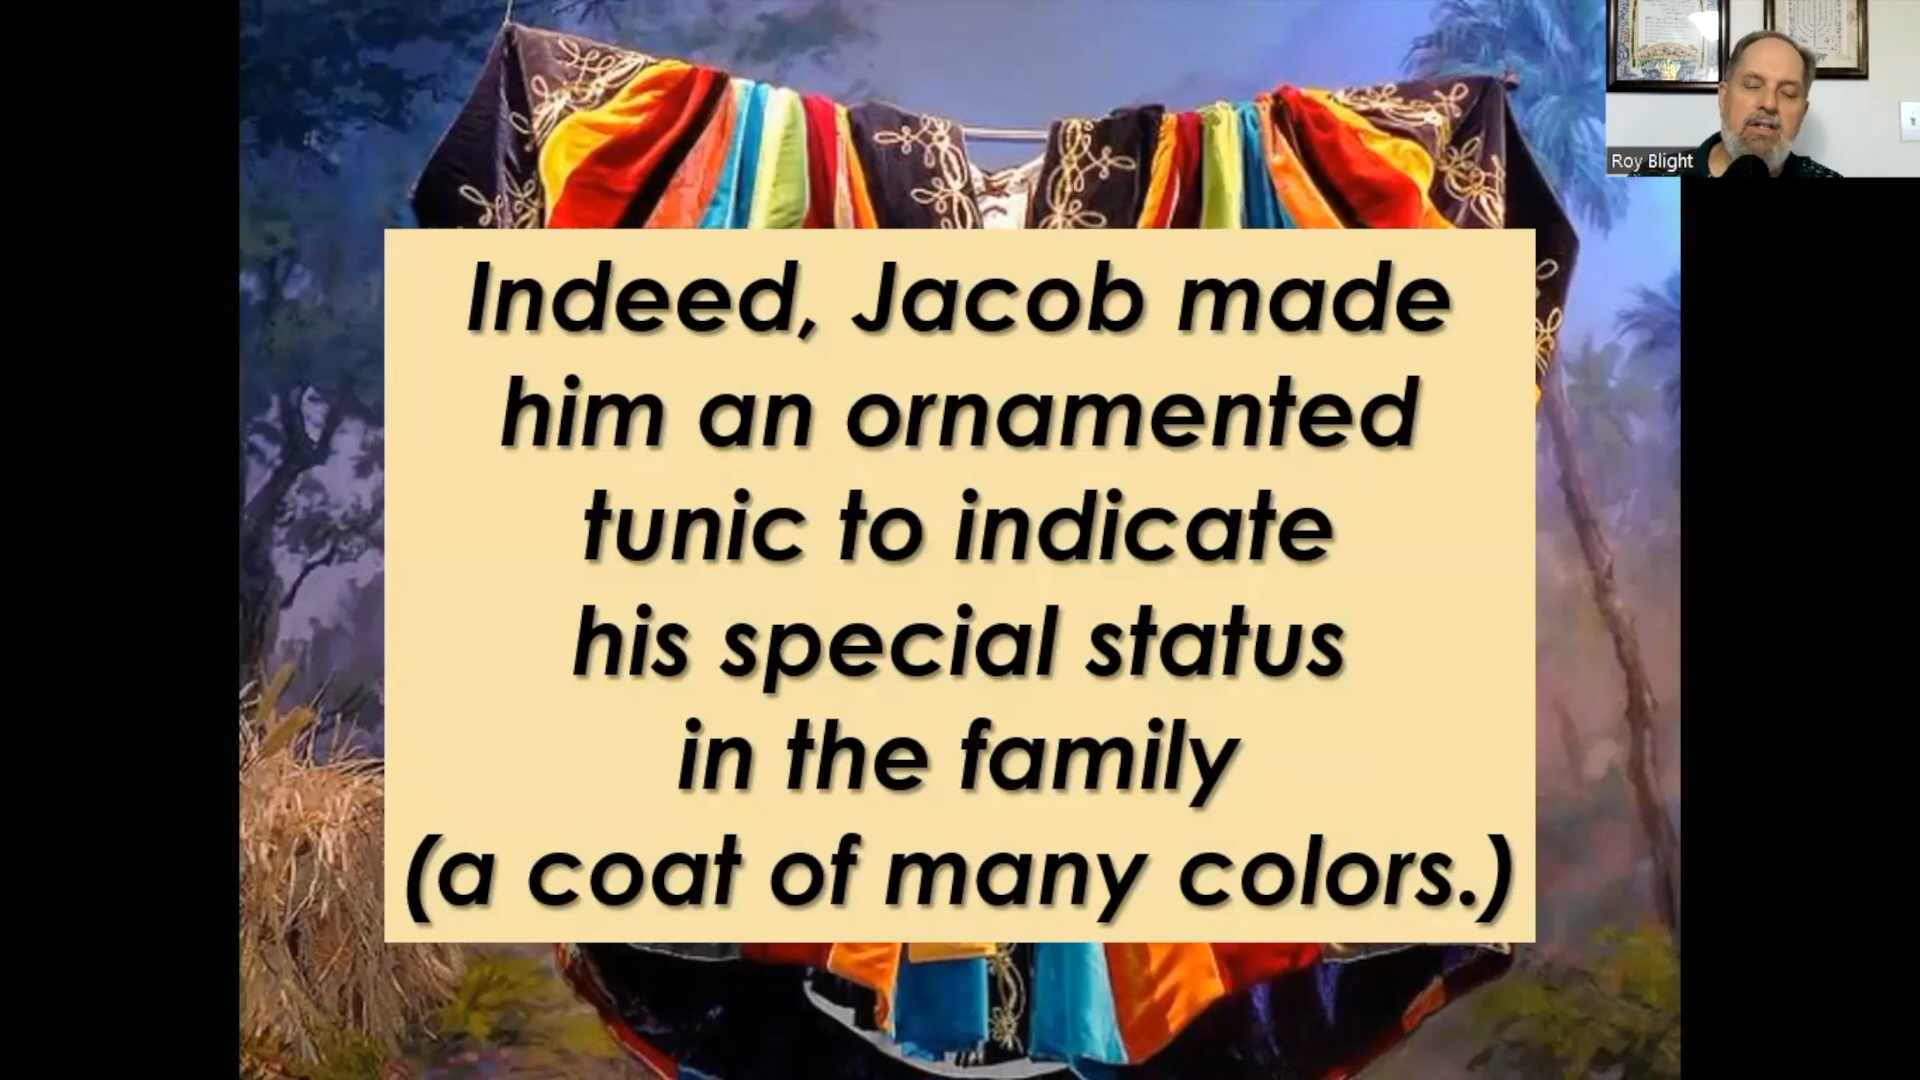 Roy Blight
Indeed, Jacob made
him an ornamented
tunic to indicate
his special status
in the family
(a coat of many colors.)